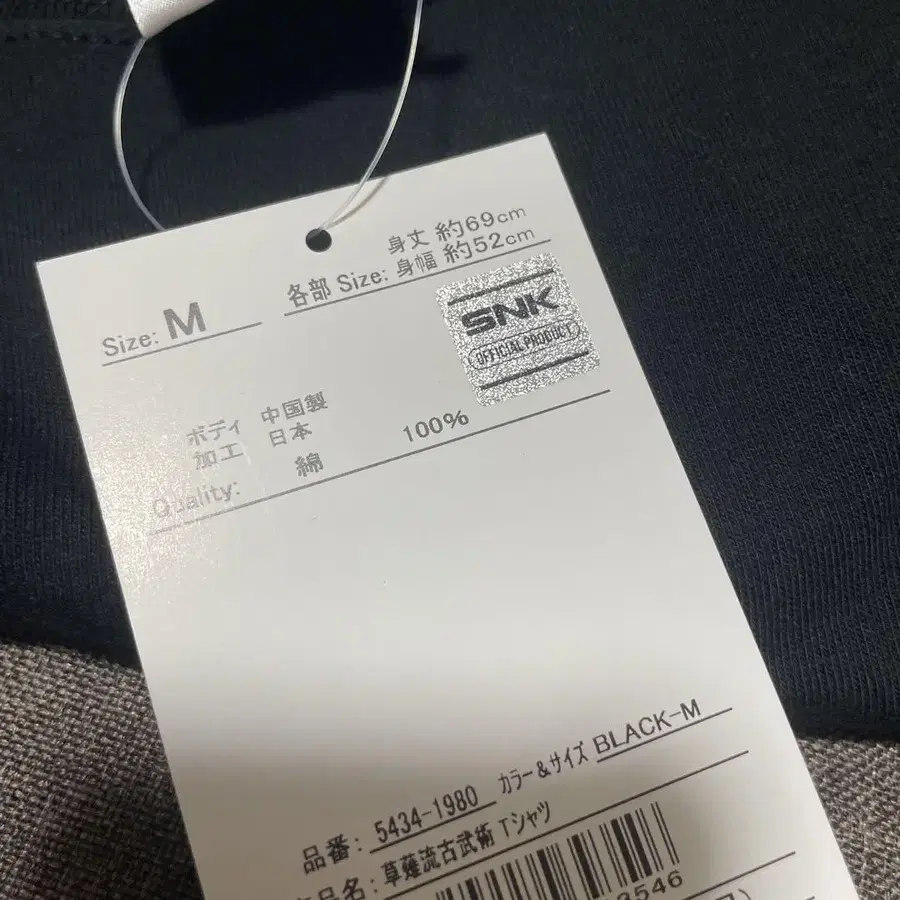 身丈 約69cm
各部 Size: 身幅 約52cm
Size: M
SNK
OFFICIAL PRODUCT
ボディ 中国製
加工 日本
Quality: 綿 100%
品番: 5434-1980 カラー&サイズ BLACK-M
品名: 草薙流古武術 Tシャツ
3546